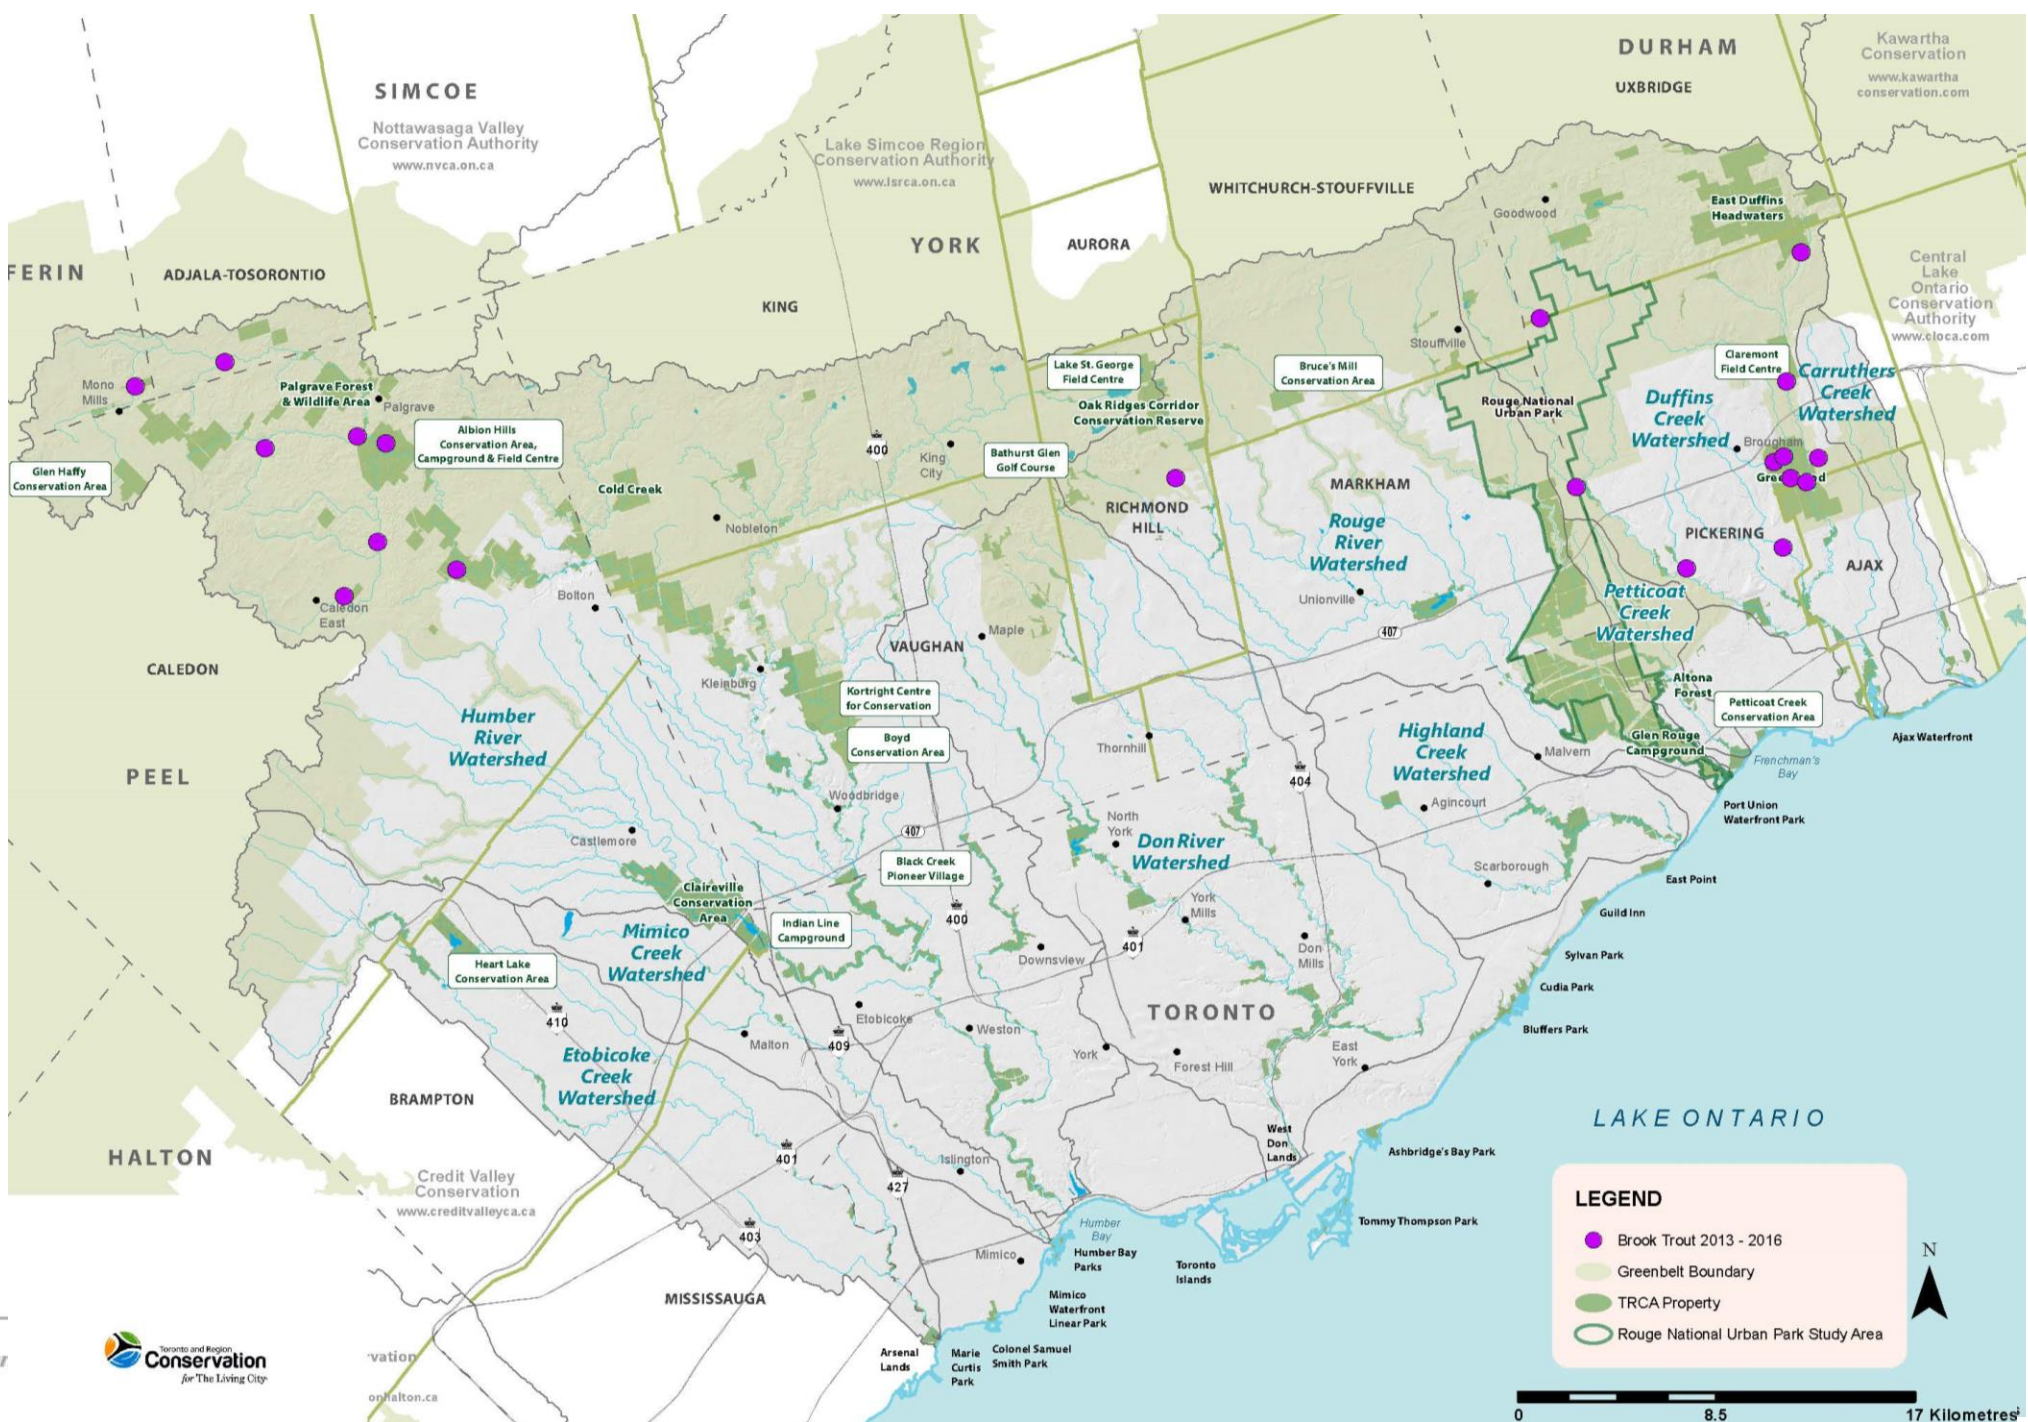 DURHAM
UXBRIDGE
Kawartha
Conservation
www.kawartha
conservation.com
SIMCOE
Nottawasaga Valley
Conservation Authority
www.nvca.on.ca
Lake Simcoe Region
Conservation Authority
www.lsrca.on.ca
WHITCHURCH-STOUFFVILLE
Goodwood
East Duffins
Headwaters
YORK
AURORA
FERIN
ADJALA-TOSORONTIO
KING
Central
Lake
Ontario
Conservation
Authority
www.cloca.com
Stouffville
Mono
Mills
Palgrave Forest
& Wildlife Area
Palgrave
Albion Hills
Conservation Area,
Campground & Field Centre
Glen Haffy
Conservation Area
Cold Creek
Nobleton
400
King
City
Lake St. George
Field Centre
Oak Ridges Corridor
Conservation Reserve
Bathurst Glen
Golf Course
Bruce's Mill
Conservation Area
RICHMOND
HILL
MARKHAM
Rouge
River
Watershed
Rouge National
Urban Park
Duffins
Creek
Watershed
Claremont
Field Centre
Carruthers
Creek
Watershed
Brougham
PICKERING
AJAX
Petticoat
Creek
Watershed
Unionville
407
Caledon
East
Bolton
CALEDON
Kleinburg
VAUGHAN
Maple
Kortright Centre
for Conservation
Boyd
Conservation Area
Humber
River
Watershed
PEEL
Woodbridge
Castlemore
407
Thornhill
404
Highland
Creek
Watershed
Malvern
Agincourt
Altona
Forest
Petticoat Creek
Conservation Area
Glen Rouge
Campground
Frenchman's
Bay
Ajax Waterfront
Port Union
Waterfront Park
North
York
Don River
Watershed
Black Creek
Pioneer Village
Scarborough
East Point
Guild Inn
Sylvan Park
Cudia Park
Bluffers Park
Claireville
Conservation
Area
Indian Line
Campground
400
401
York
Mills
Don
Mills
Downsview
Mimico
Creek
Watershed
Heart Lake
Conservation Area
410
Etobicoke
Malton
409
Weston
York
TORONTO
Forest Hill
East
York
Etobicoke
Creek
Watershed
BRAMPTON
HALTON
Credit Valley
Conservation
www.creditvalleyca.ca
401
427
403
Islington
West
Don
Lands
Ashbridge's Bay Park
Tommy Thompson Park
LAKE ONTARIO
Mimico
Humber
Bay
Humber Bay
Parks
Toronto
Islands
Mimico
Waterfront
Linear Park
MISSISSAUGA
Arsenal
Lands
Marie
Curtis
Park
Colonel Samuel
Smith Park
Toronto and Region
Conservation
for The Living City
vation
onhalton.ca
LEGEND
Brook Trout 2013 - 2016
Greenbelt Boundary
TRCA Property
Rouge National Urban Park Study Area
N
0 8.5 17 Kilometres